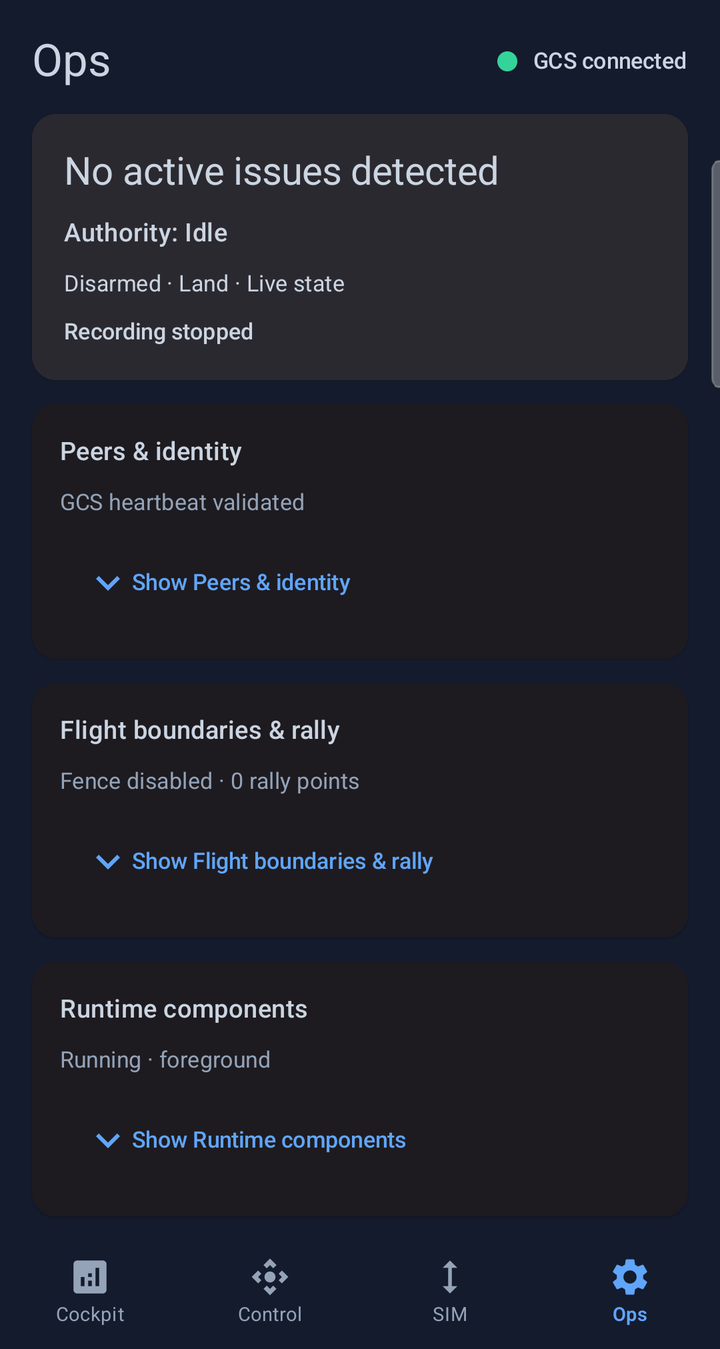 Ops
GCS connected
No active issues detected
Authority: Idle
Disarmed · Land · Live state
Recording stopped
Peers & identity
GCS heartbeat validated
Show Peers & identity
Flight boundaries & rally
Fence disabled · 0 rally points
Show Flight boundaries & rally
Runtime components
Running · foreground
Show Runtime components
Cockpit
Control
SIM
Ops